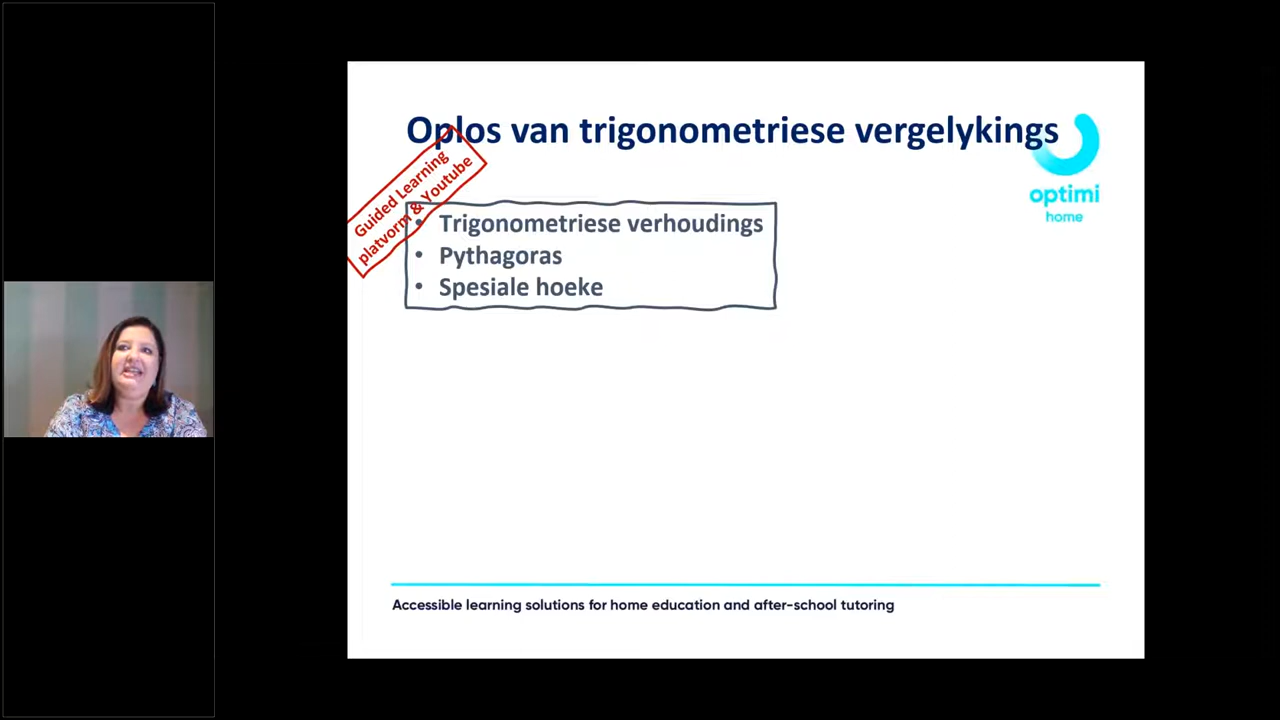 Oplos van trigonometriese vergelykings
optimi
home
Guided Learning
platvorm & Youtube
• Trigonometriese verhoudings
• Pythagoras
• Spesiale hoeke
Accessible learning solutions for home education and after-school tutoring